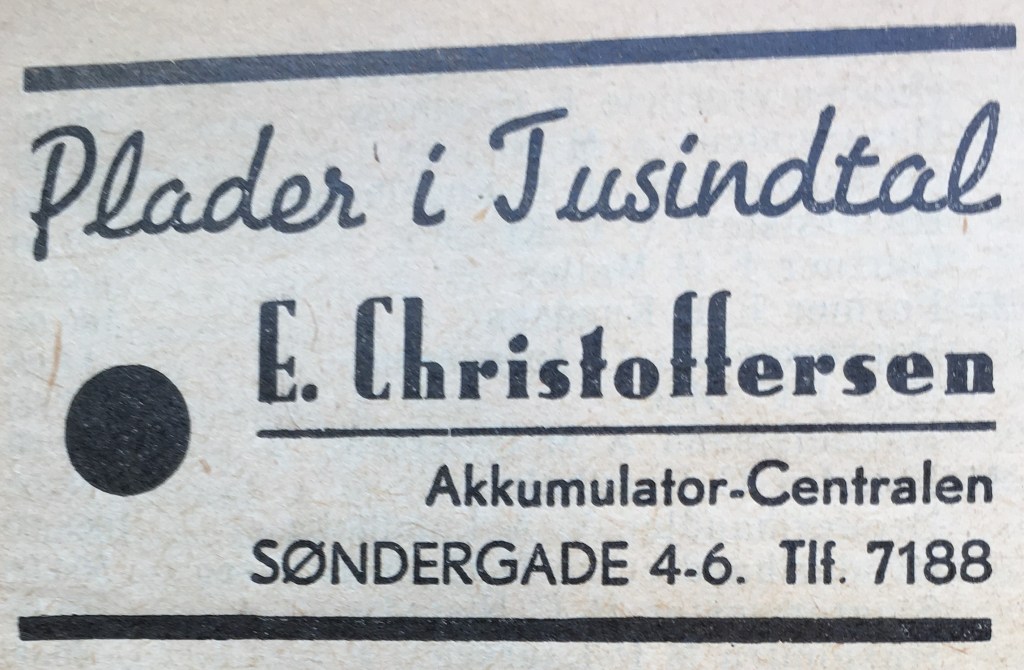 Plader i Tusindtal
E. Christoffersen
Akkumulator-Centralen
SØNDERGADE 4-6. Tlf. 7188